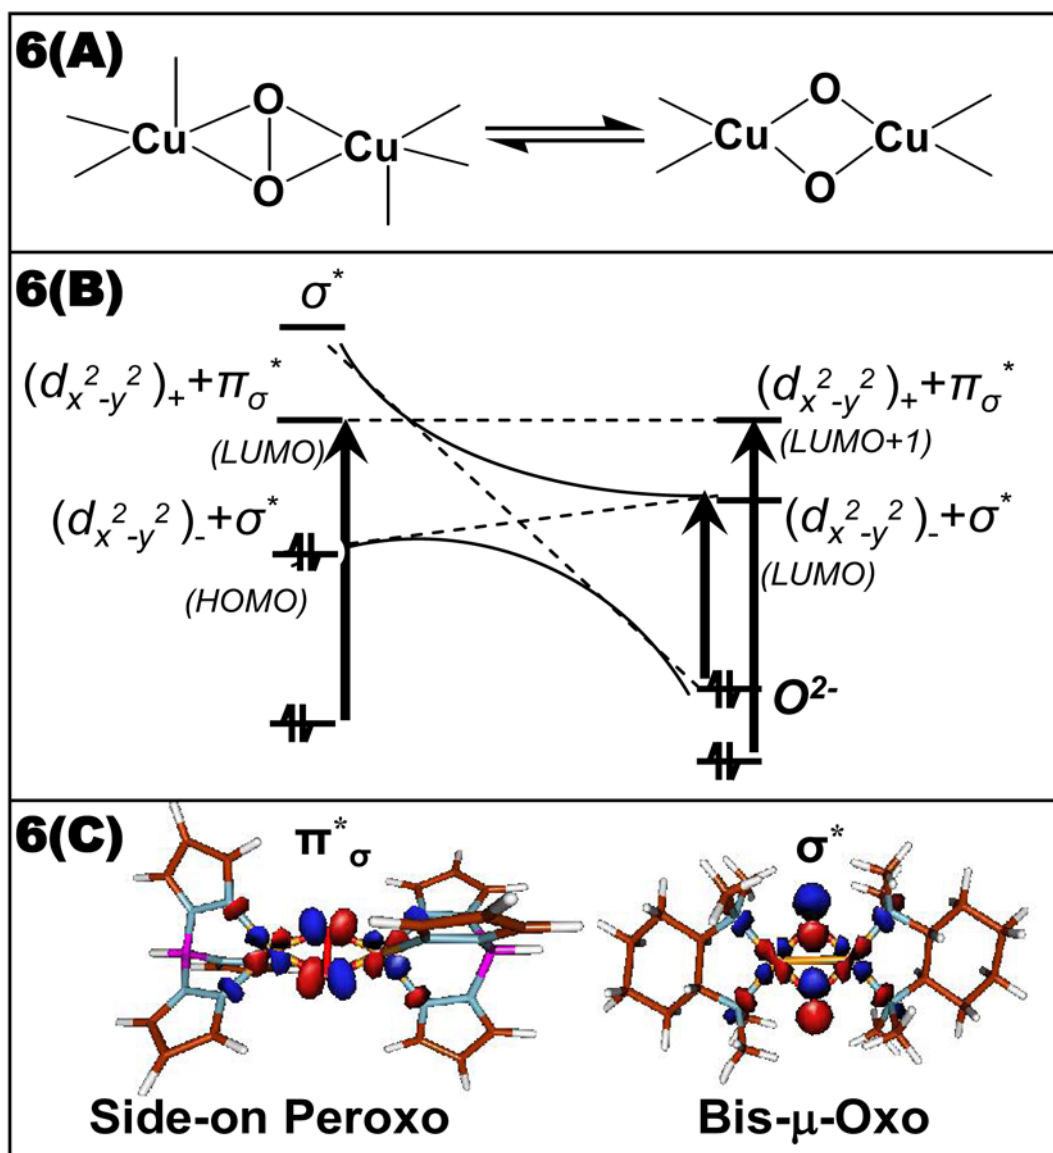 6(A)
O
Cu
Cu
O
O
Cu
Cu
O
6(B)
σ*
(dx²-y²)₊+πσ*
(LUMO)
(dx²-y²)₋+σ*
(HOMO)
(dx²-y²)₊+πσ*
(LUMO+1)
(dx²-y²)₋+σ*
(LUMO)
O²⁻
6(C)
π*σ
σ*
Side-on Peroxo
Bis-μ-Oxo